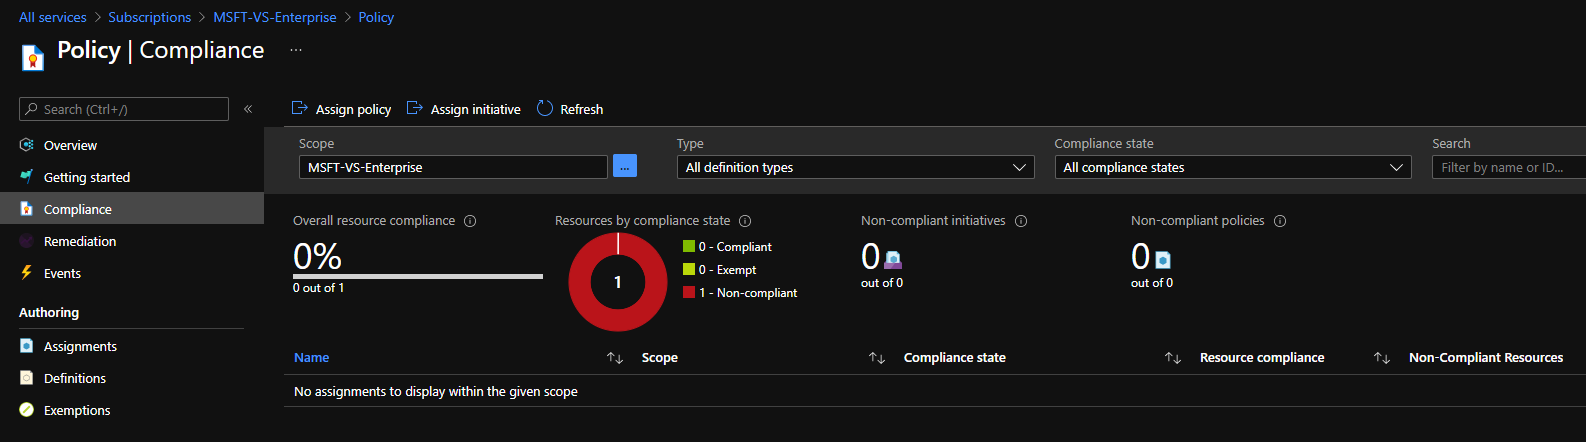 All services > Subscriptions > MSFT-VS-Enterprise > Policy
Policy | Compliance ...
Search (Ctrl+/) «
Overview
Getting started
Compliance
Remediation
Events
Authoring
Assignments
Definitions
Exemptions
Assign policy Assign initiative Refresh
Scope Type Compliance state Search
MSFT-VS-Enterprise ... All definition types All compliance states Filter by name or ID...
Overall resource compliance Resources by compliance state Non-compliant initiatives Non-compliant policies
0%
0 out of 1
1
0 - Compliant
0 - Exempt
1 - Non-compliant
0
out of 0
0
out of 0
Name Scope Compliance state Resource compliance Non-Compliant Resources
No assignments to display within the given scope